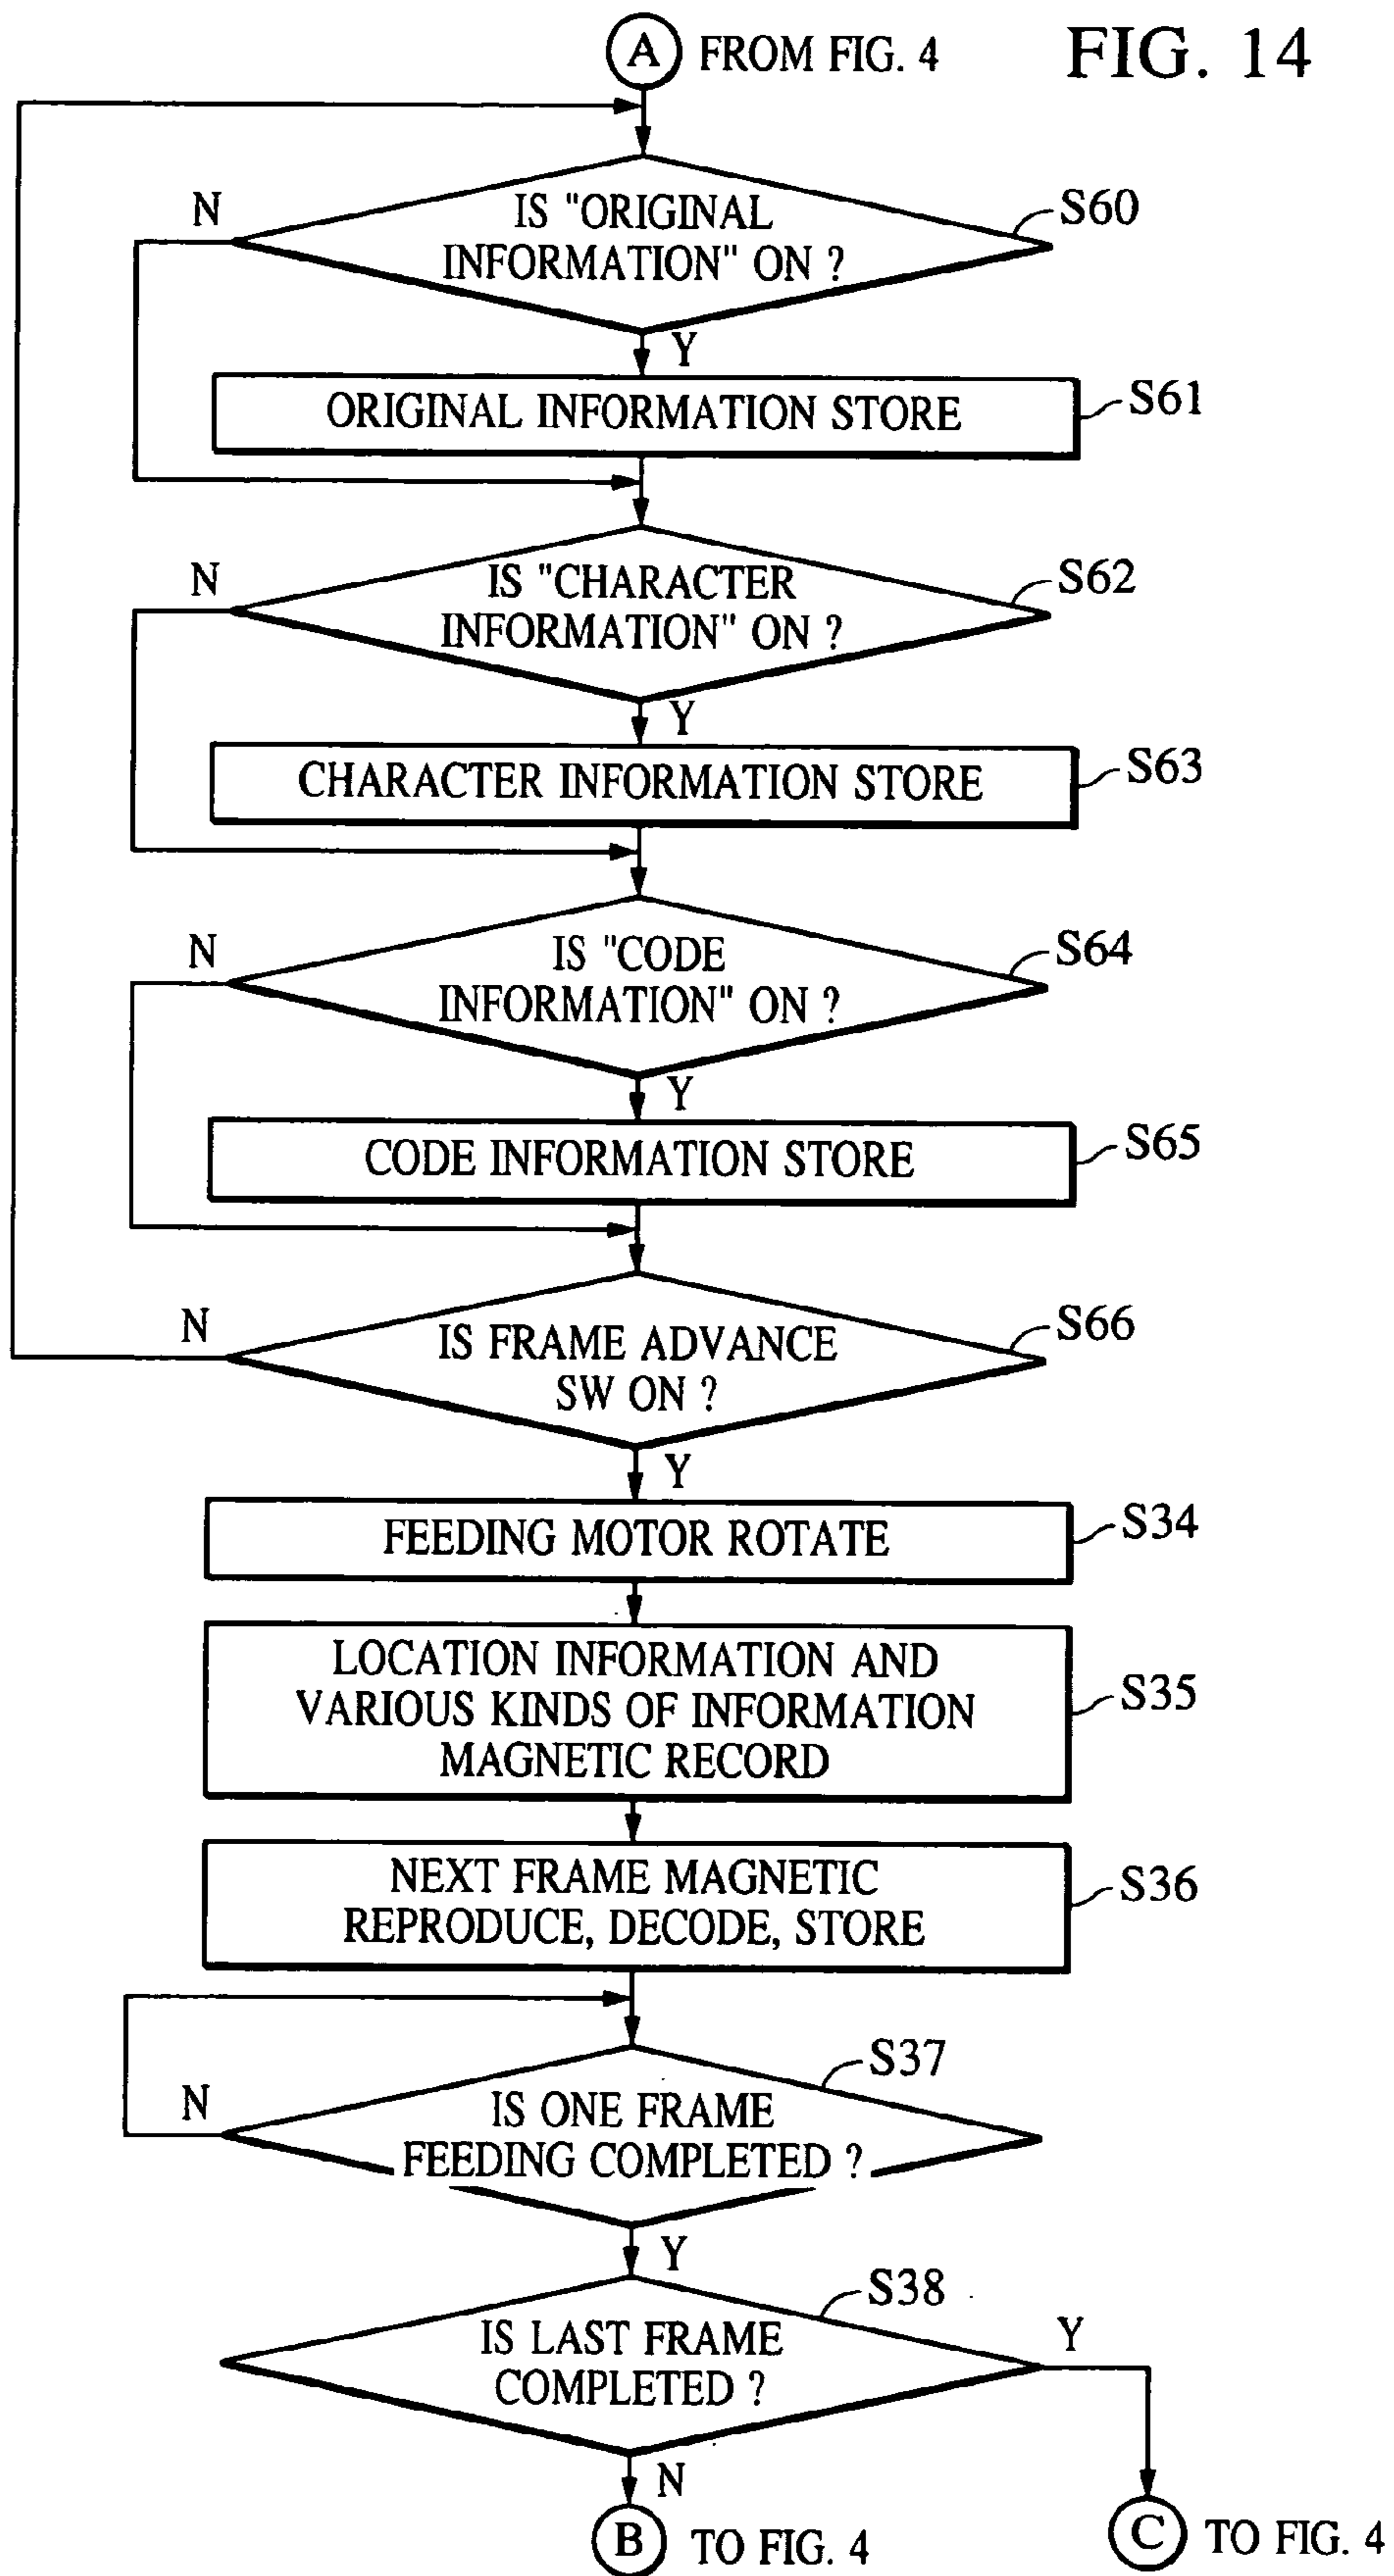 A FROM FIG. 4
FIG. 14
IS "ORIGINAL
INFORMATION" ON ?
S60
N
Y
ORIGINAL INFORMATION STORE
S61
IS "CHARACTER
INFORMATION" ON ?
S62
N
Y
CHARACTER INFORMATION STORE
S63
IS "CODE
INFORMATION" ON ?
S64
N
Y
CODE INFORMATION STORE
S65
IS FRAME ADVANCE
SW ON ?
S66
N
Y
FEEDING MOTOR ROTATE
S34
LOCATION INFORMATION AND
VARIOUS KINDS OF INFORMATION
MAGNETIC RECORD
S35
NEXT FRAME MAGNETIC
REPRODUCE, DECODE, STORE
S36
S37
IS ONE FRAME
FEEDING COMPLETED ?
N
Y
S38
IS LAST FRAME
COMPLETED ?
Y
N
B TO FIG. 4
C TO FIG. 4